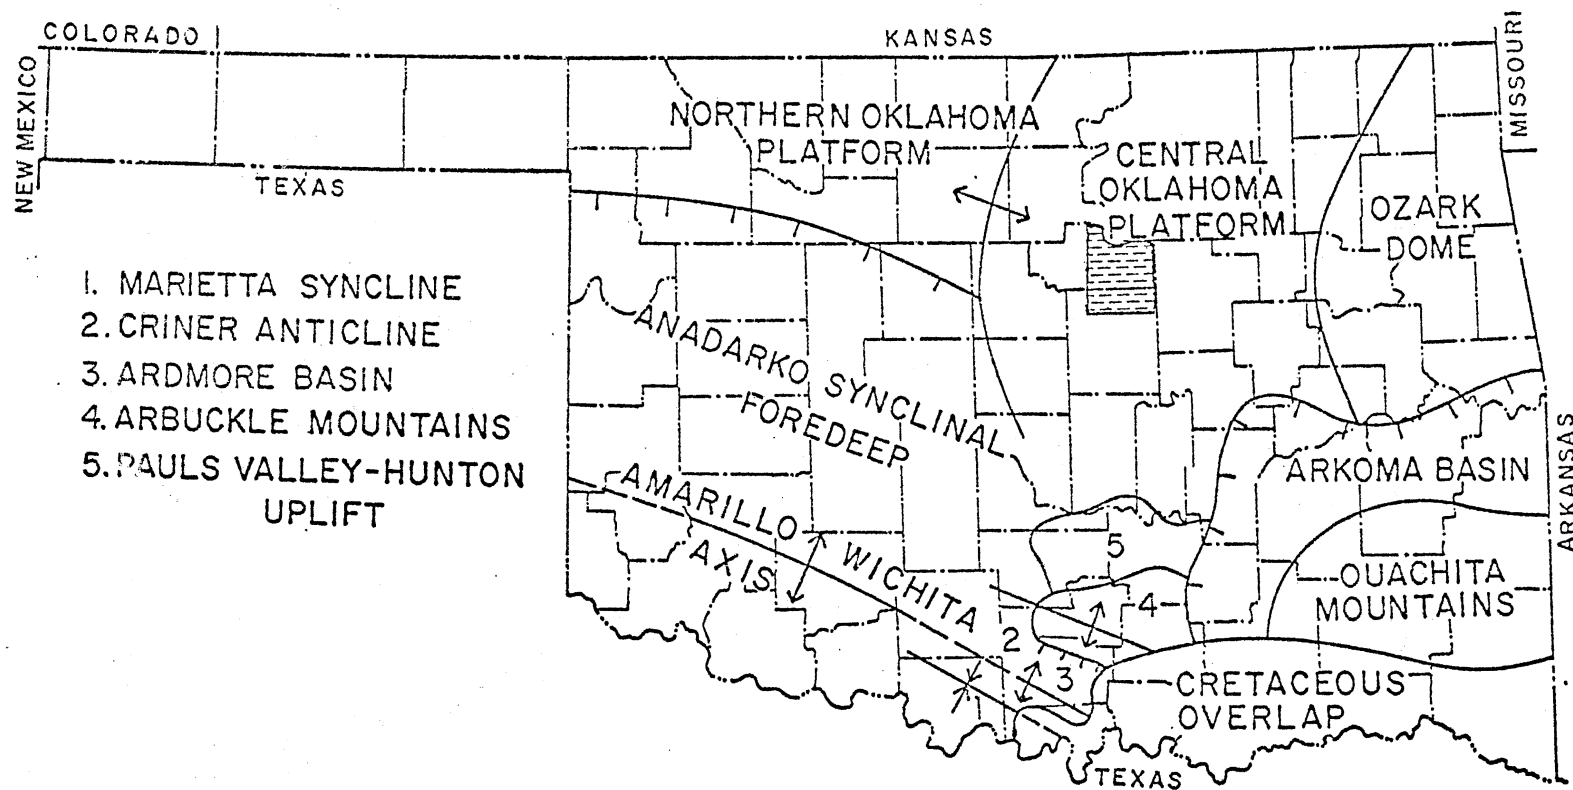 COLORADO
KANSAS
MISSOURI
NEW MEXICO
TEXAS
NORTHERN OKLAHOMA
PLATFORM
CENTRAL
OKLAHOMA
PLATFORM
OZARK
DOME
1. MARIETTA SYNCLINE
2. CRINER ANTICLINE
3. ARDMORE BASIN
4. ARBUCKLE MOUNTAINS
5. PAULS VALLEY-HUNTON
UPLIFT
ANADARKO SYNCLINAL
FOREDEEP
AMARILLO WICHITA
AXIS
ARKOMA BASIN
ARKANSAS
OUACHITA
MOUNTAINS
5
4
2
3
CRETACEOUS
OVERLAP
TEXAS